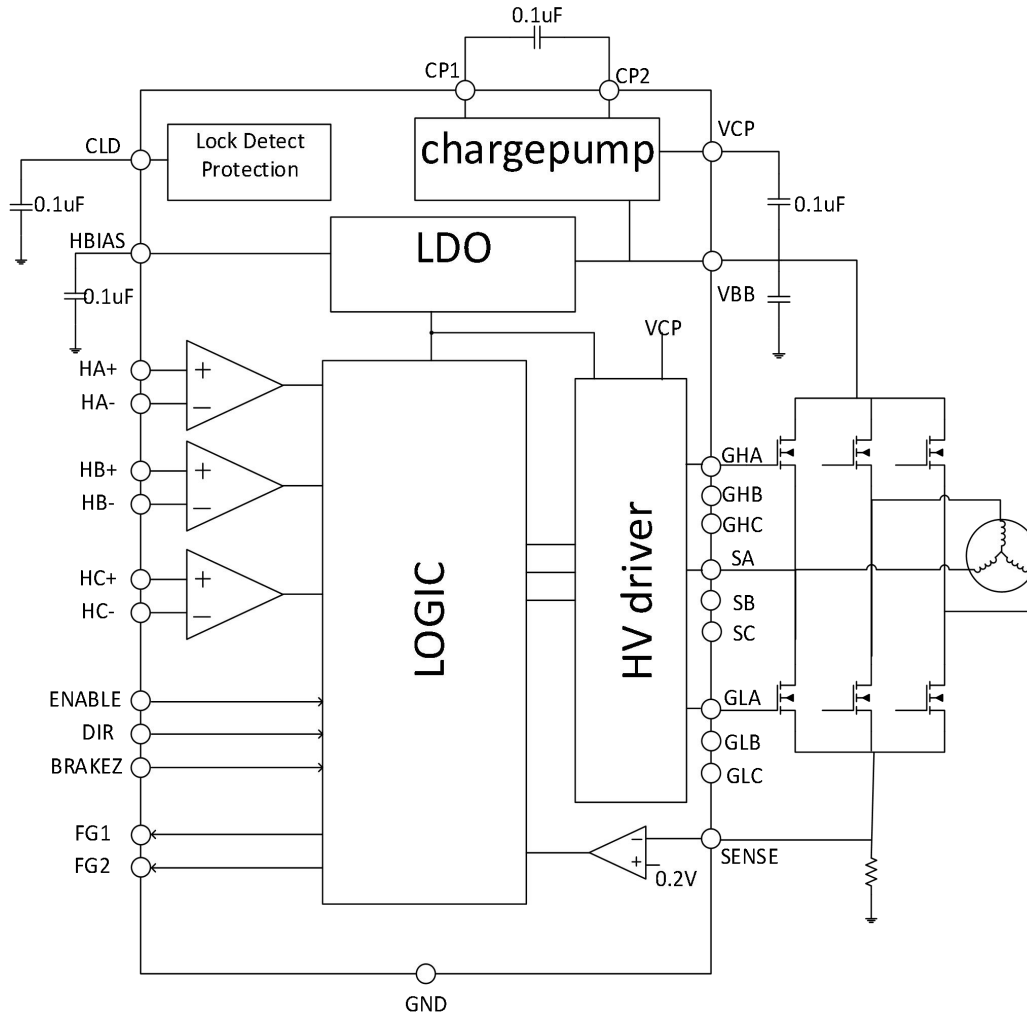 0.1uF
CP1
CP2
CLD
Lock Detect
Protection
chargepump
VCP
0.1uF
0.1uF
HBIAS
LDO
0.1uF
VBB
VCP
HA+
+
HA-
−
HB+
+
HB-
−
HC+
+
HC-
−
LOGIC
HV driver
GHA
GHB
GHC
SA
SB
SC
ENABLE
DIR
BRAKEZ
GLA
GLB
GLC
FG1
FG2
−
+
0.2V
SENSE
GND